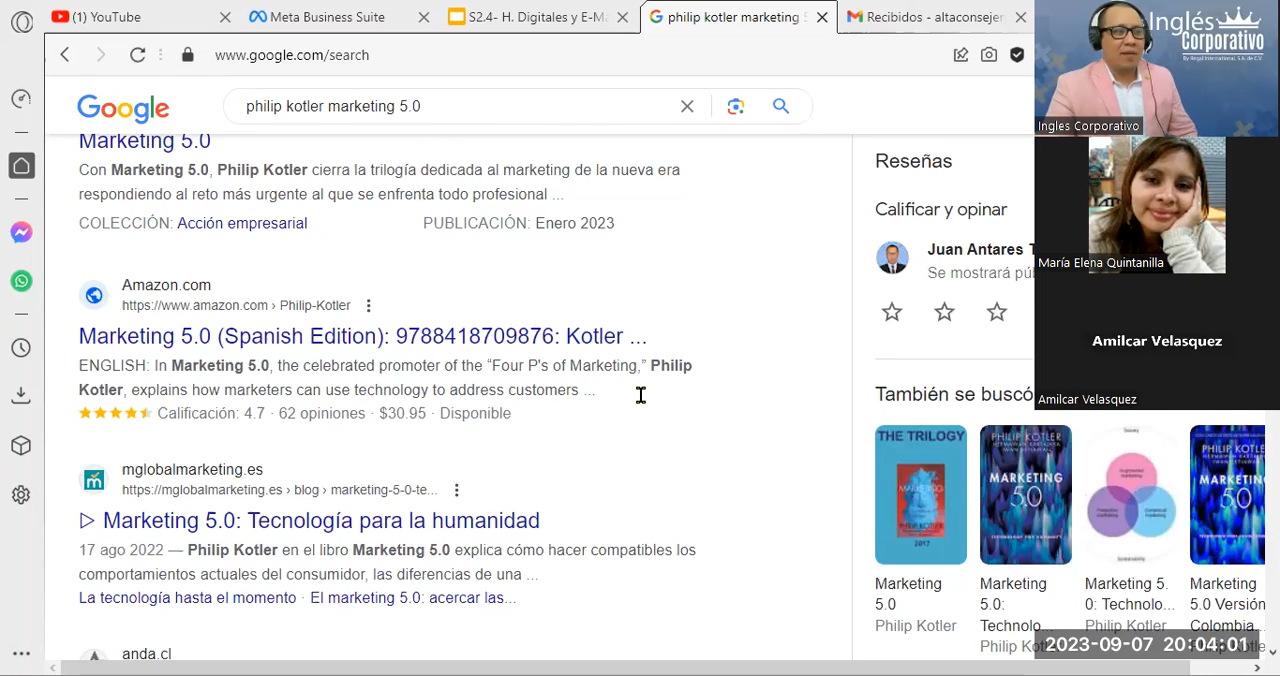 (1) YouTube
Meta Business Suite
S2.4- H. Digitales y E-Ma
philip kotler marketing 5
Recibidos - altaconsejer
www.google.com/search
Google
philip kotler marketing 5.0
Marketing 5.0
Con Marketing 5.0, Philip Kotler cierra la trilogía dedicada al marketing de la nueva era
respondiendo al reto más urgente al que se enfrenta todo profesional ...
COLECCIÓN: Acción empresarial
PUBLICACIÓN: Enero 2023
Amazon.com
https://www.amazon.com › Philip-Kotler
Marketing 5.0 (Spanish Edition): 9788418709876: Kotler ...
ENGLISH: In Marketing 5.0, the celebrated promoter of the “Four P's of Marketing,” Philip
Kotler, explains how marketers can use technology to address customers ...
Calificación: 4.7 · 62 opiniones · $30.95 · Disponible
mglobalmarketing.es
https://mglobalmarketing.es › blog › marketing-5-0-te...
▷ Marketing 5.0: Tecnología para la humanidad
17 ago 2022 — Philip Kotler en el libro Marketing 5.0 explica cómo hacer compatibles los
comportamientos actuales del consumidor, las diferencias de una ...
La tecnología hasta el momento · El marketing 5.0: acercar las...
anda.cl
Reseñas
Calificar y opinar
Juan Antares T
Se mostrará púb
También se buscó
THE TRILOGY
2017
PHILIP KOTLER
MARKETING
5.0
Marketing
5.0
Philip Kotler
Marketing
5.0:
Technolo...
Philip Ko
Marketing 5.
0: Technolo...
Philip Kotler
Marketing
5.0 Versión
Colombia...
Inglés
Corporativo
By Regal International, S.A. de C.V.
Ingles Corporativo
María Elena Quintanilla
Amilcar Velasquez
Amilcar Velasquez
2023-09-07 20:04:01